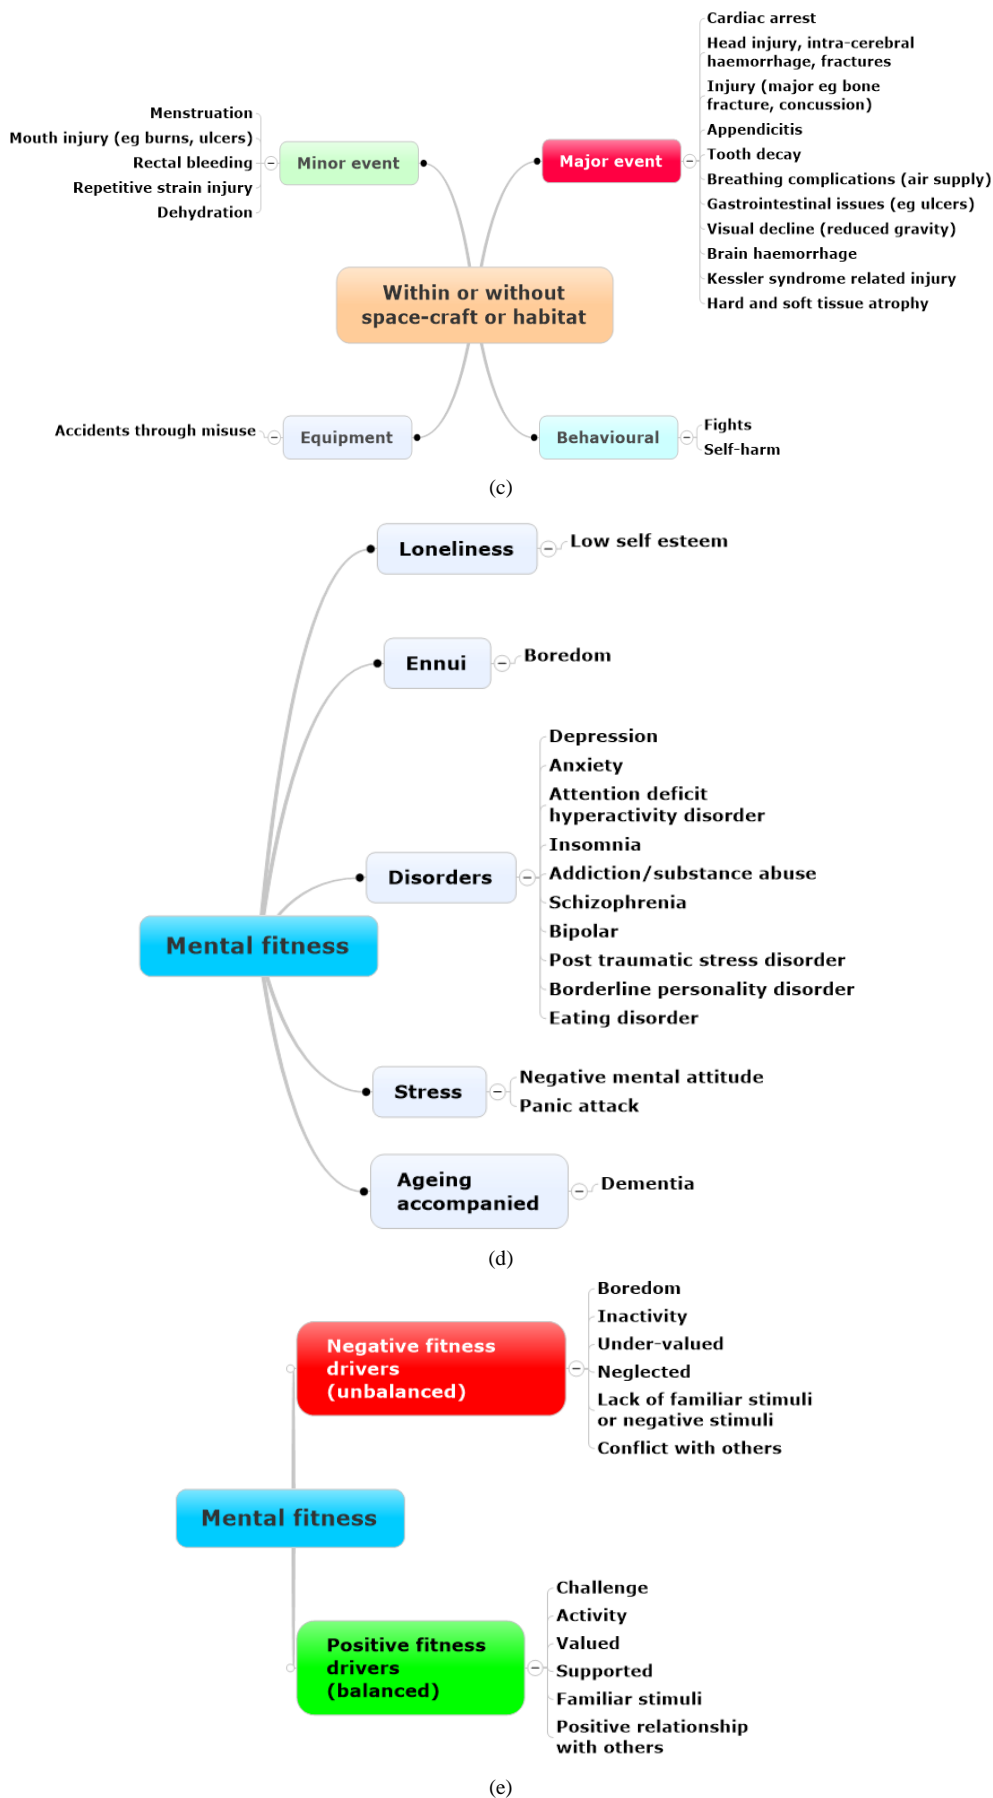 Cardiac arrest
Head injury, intra-cerebral
haemorrhage, fractures
Injury (major eg bone
fracture, concussion)
Appendicitis
Tooth decay
Breathing complications (air supply)
Gastrointestinal issues (eg ulcers)
Visual decline (reduced gravity)
Brain haemorrhage
Kessler syndrome related injury
Hard and soft tissue atrophy
Major event
Menstruation
Mouth injury (eg burns, ulcers)
Rectal bleeding
Repetitive strain injury
Dehydration
Minor event
Within or without
space-craft or habitat
Accidents through misuse
Equipment
Behavioural
Fights
Self-harm
(c)
Loneliness
Low self esteem
Ennui
Boredom
Disorders
Depression
Anxiety
Attention deficit
hyperactivity disorder
Insomnia
Addiction/substance abuse
Schizophrenia
Bipolar
Post traumatic stress disorder
Borderline personality disorder
Eating disorder
Mental fitness
Stress
Negative mental attitude
Panic attack
Ageing
accompanied
Dementia
(d)
Negative fitness
drivers
(unbalanced)
Boredom
Inactivity
Under-valued
Neglected
Lack of familiar stimuli
or negative stimuli
Conflict with others
Mental fitness
Positive fitness
drivers
(balanced)
Challenge
Activity
Valued
Supported
Familiar stimuli
Positive relationship
with others
(e)